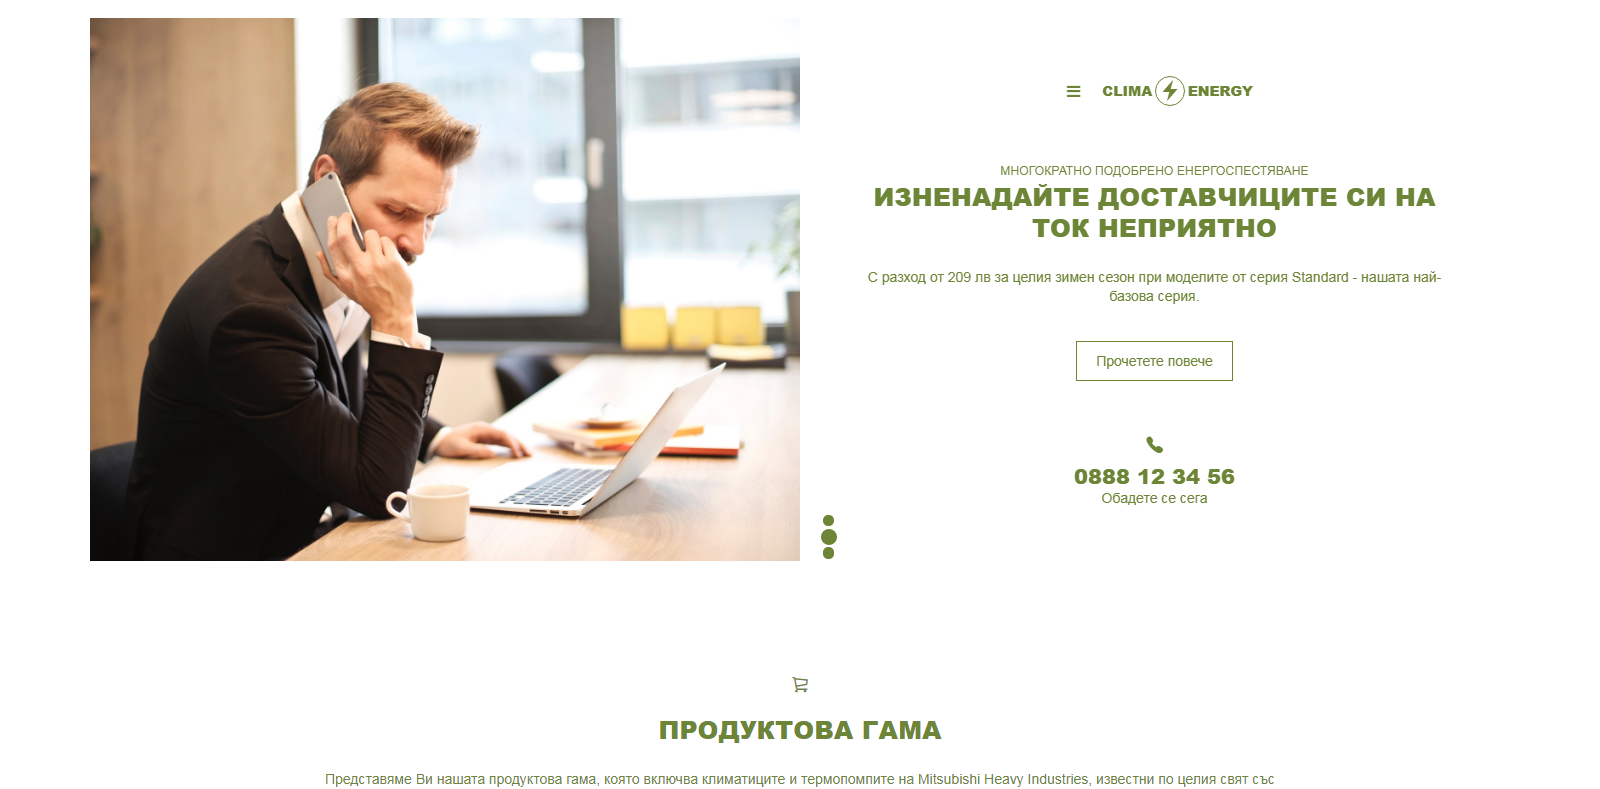 CLIMA ENERGY
МНОГОКРАТНО ПОДОБРЕНО ЕНЕРГОСПЕСТЯВАНЕ
ИЗНЕНАДАЙТЕ ДОСТАВЧИЦИТЕ СИ НА
ТОК НЕПРИЯТНО
С разход от 209 лв за целия зимен сезон при моделите от серия Standard - нашата най-
базова серия.
Прочетете повече
0888 12 34 56
Обадете се сега
ПРОДУКТОВА ГАМА
Представяме Ви нашата продуктова гама, която включва климатиците и термопомпите на Mitsubishi Heavy Industries, известни по целия свят със